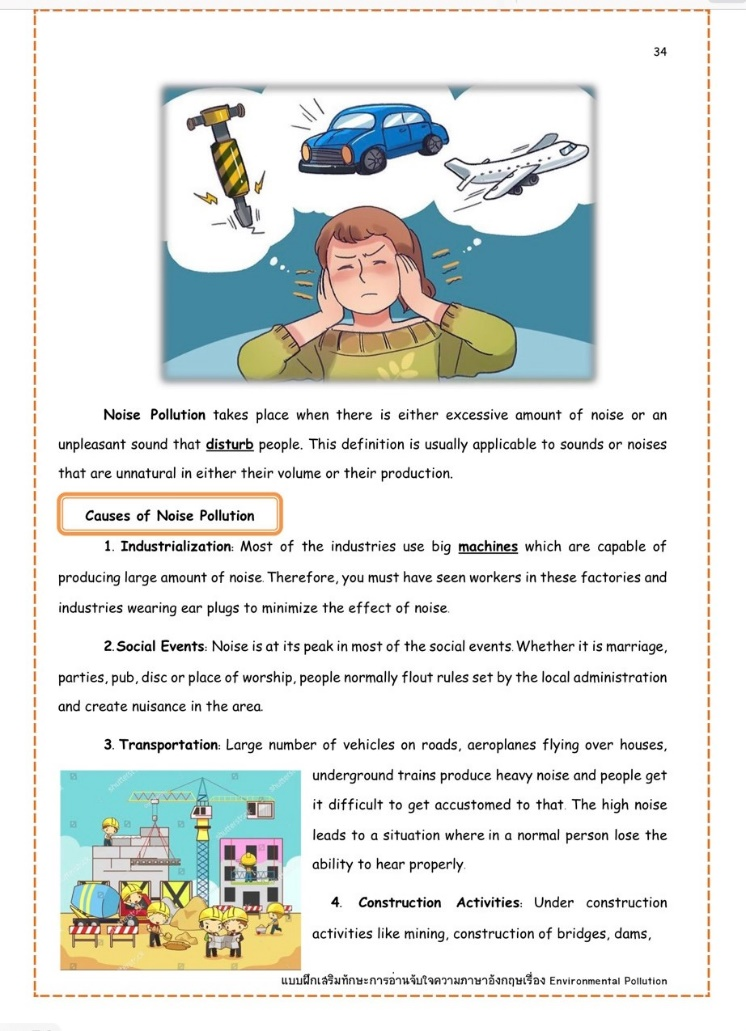 34
Noise Pollution takes place when there is either excessive amount of noise or an
unpleasant sound that disturb people. This definition is usually applicable to sounds or noises
that are unnatural in either their volume or their production.
Causes of Noise Pollution
1. Industrialization: Most of the industries use big machines which are capable of
producing large amount of noise. Therefore, you must have seen workers in these factories and
industries wearing ear plugs to minimize the effect of noise.
2. Social Events: Noise is at its peak in most of the social events. Whether it is marriage,
parties, pub, disc or place of worship, people normally flout rules set by the local administration
and create nuisance in the area.
3. Transportation: Large number of vehicles on roads, aeroplanes flying over houses,
underground trains produce heavy noise and people get
it difficult to get accustomed to that. The high noise
leads to a situation where in a normal person lose the
ability to hear properly.
4. Construction Activities: Under construction
activities like mining, construction of bridges, dams,
แบบฝึกเสริมทักษะการอ่านจับใจความภาษาอังกฤษเรื่อง Environmental Pollution